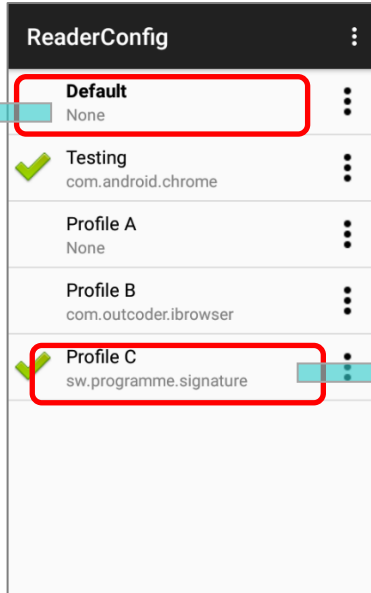 ReaderConfig
Default
None
Testing
com.android.chrome
Profile A
None
Profile B
com.outcoder.ibrowser
Profile C
sw.programme.signature